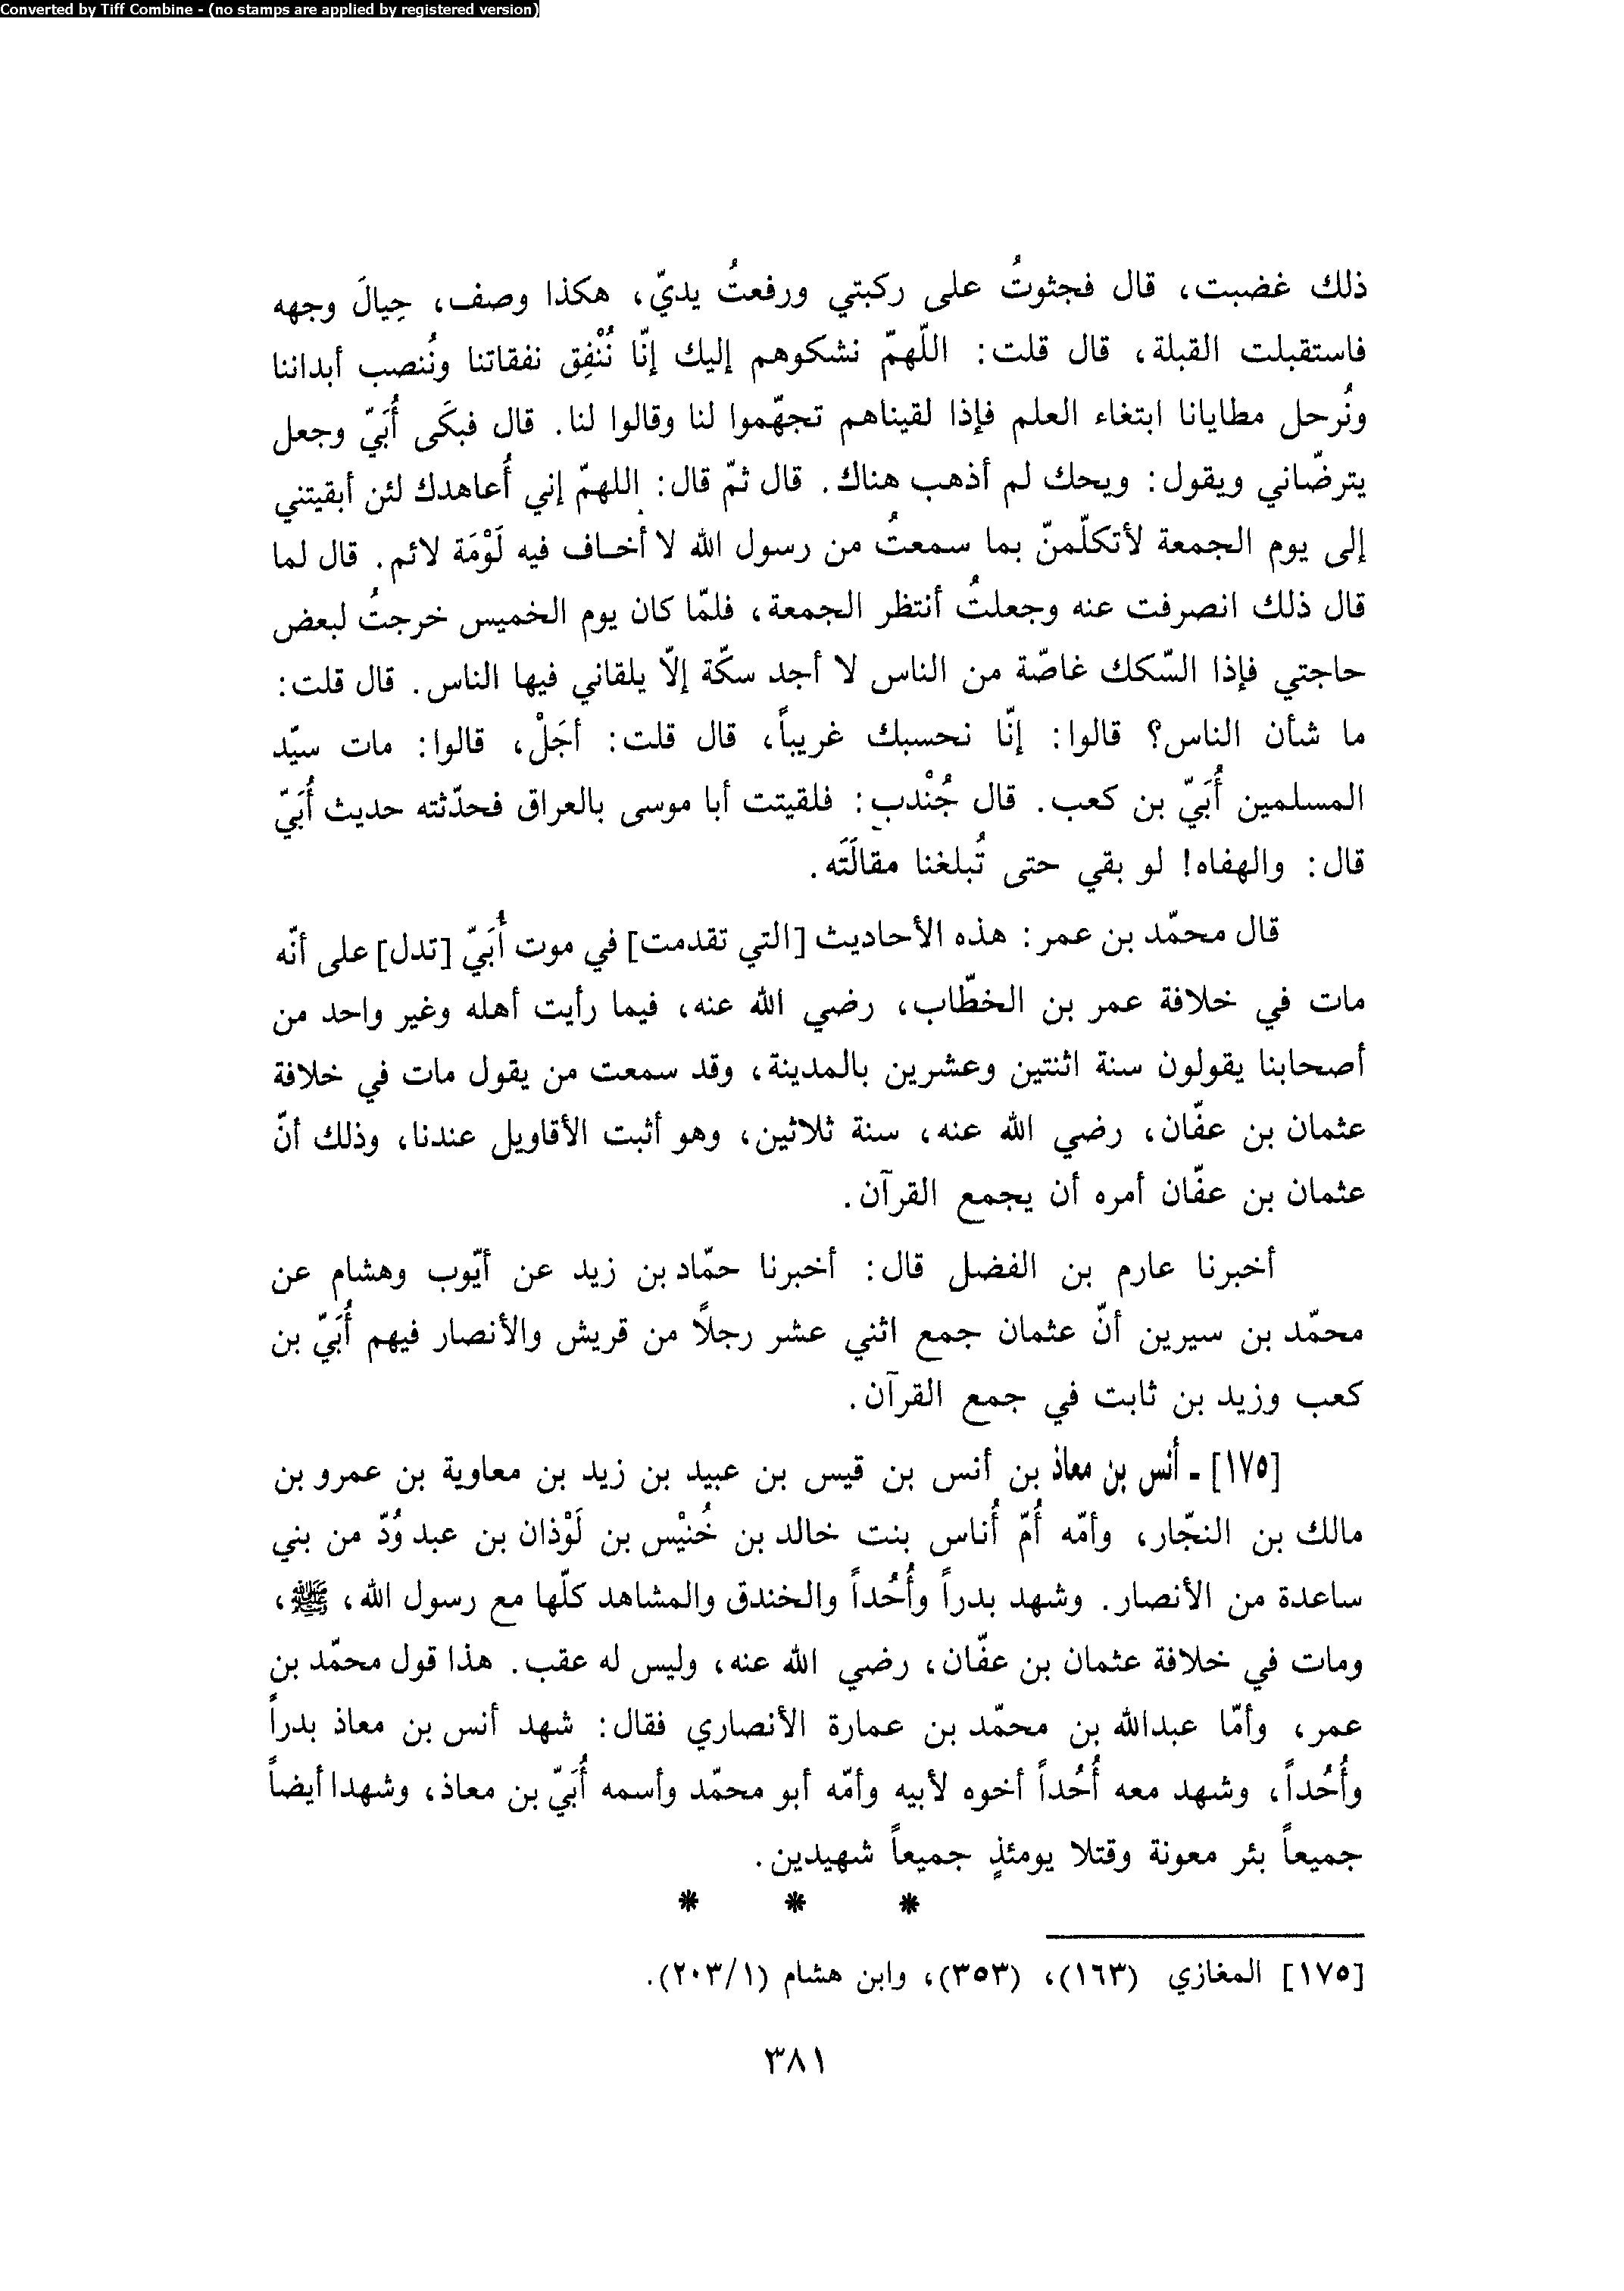 Converted by Tiff Combine - (no stamps are applied by registered version)
ذلك غضبت، قال فجثوتُ على ركبتي ورفعتُ يديّ، هكذا وصف، حِيالَ وجهه
فاستقبلت القبلة، قال قلت: اللّهمّ نشكوهم إليك إنّا نُنْفِق نفقاتنا ونُنصب أبداننا
ونُرحل مطايانا ابتغاء العلم فإذا لقيناهم تجهّموا لنا وقالوا لنا. قال فبكَى أُبَيّ وجعل
يترضّاني ويقول: ويحك لم أذهب هناك. قال ثمّ قال: اللهمّ إني أُعاهدك لئن أبقيتني
إلى يوم الجمعة لأتكلّمنّ بما سمعتُ من رسول الله لا أخاف فيه لَوْمَة لائم. قال لما
قال ذلك انصرفت عنه وجعلتُ أنتظر الجمعة، فلمّا كان يوم الخميس خرجتُ لبعض
حاجتي فإذا السّكك غاصّة من الناس لا أجد سكّة إلاّ يلقاني فيها الناس. قال قلت:
ما شأن الناس؟ قالوا: إنّا نحسبك غريباً، قال قلت: أجَلْ، قالوا: مات سيّد
المسلمين أُبَيّ بن كعب. قال جُنْدب: فلقيتت أبا موسى بالعراق فحدّثته حديث أُبَيّ
قال: والهفاه! لو بقي حتى تُبلغنا مقالَتَه.
قال محمّد بن عمر: هذه الأحاديث [التي تقدمت] في موت أُبَيّ [تدل] على أنّه
مات في خلافة عمر بن الخطّاب، رضي الله عنه، فيما رأيت أهله وغير واحد من
أصحابنا يقولون سنة اثنتين وعشرين بالمدينة، وقد سمعت من يقول مات في خلافة
عثمان بن عفّان، رضي الله عنه، سنة ثلاثين، وهو أثبت الأقاويل عندنا، وذلك أنّ
عثمان بن عفّان أمره أن يجمع القرآن.
أخبرنا عارم بن الفضل قال: أخبرنا حمّاد بن زيد عن أيّوب وهشام عن
محمّد بن سيرين أنّ عثمان جمع اثني عشر رجلاً من قريش والأنصار فيهم أُبَيّ بن
كعب وزيد بن ثابت في جمع القرآن.
[١٧٥] ـ أنس بن معاذ بن أنس بن قيس بن عبيد بن زيد بن معاوية بن عمرو بن
مالك بن النجّار، وأمّه أُمّ أُناس بنت خالد بن خُنيْس بن لَوْذان بن عبد وُدّ من بني
ساعدة من الأنصار. وشهد بدراً وأُحُداً والخندق والمشاهد كلّها مع رسول الله، ﷺ،
ومات في خلافة عثمان بن عفّان، رضي الله عنه، وليس له عقب. هذا قول محمّد بن
عمر، وأمّا عبدالله بن محمّد بن عمارة الأنصاري فقال: شهد أنس بن معاذ بدراً
وأُحُداً، وشهد معه أُحُداً أخوه لأبيه وأمّه أبو محمّد وأسمه أُبَيّ بن معاذ، وشهدا أيضاً
جميعاً بئر معونة وقتلا يومئذٍ جميعاً شهيدين.
* * *
[١٧٥] المغازي (١٦٣)، (٣٥٣)، وابن هشام (٢٠٣/١).
٣٨١